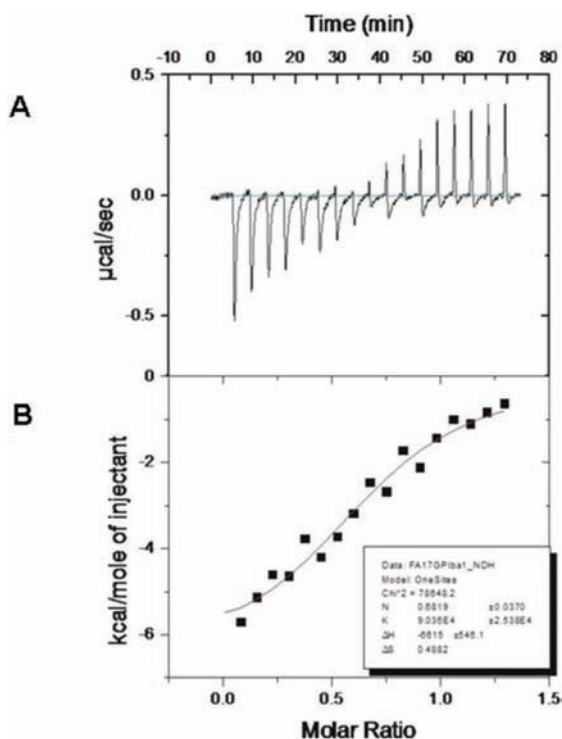 Time (min)
-10 0 10 20 30 40 50 60 70 80
A
0.5
0.0
-0.5
µcal/sec
0
B
-2
-4
-6
kcal/mole of injectant
Data: FA17GPIba1_NDH
Model: OneSites
Chi^2 = 78648.2
N 0.6819 ±0.0370
K 9.036E4 ±2.538E4
ΔH -6615 ±546.1
ΔS 0.4882
0.0 0.5 1.0 1.5
Molar Ratio